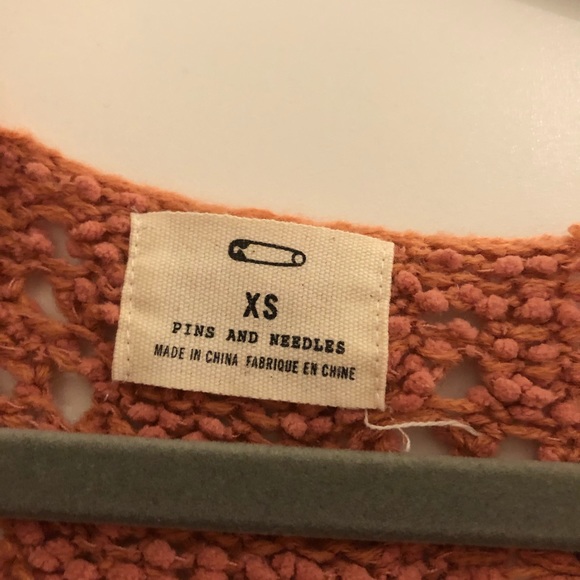 XS
PINS AND NEEDLES
MADE IN CHINA FABRIQUE EN CHINE